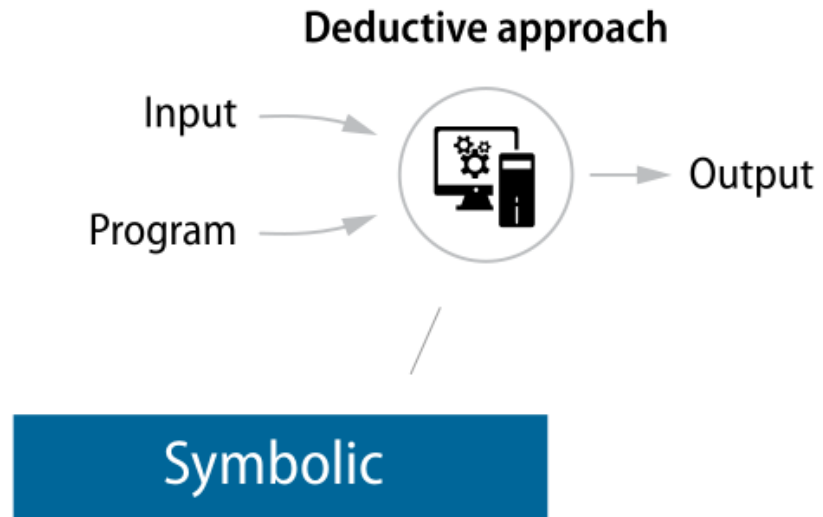 Deductive approach
Input
Output
Program
Symbolic